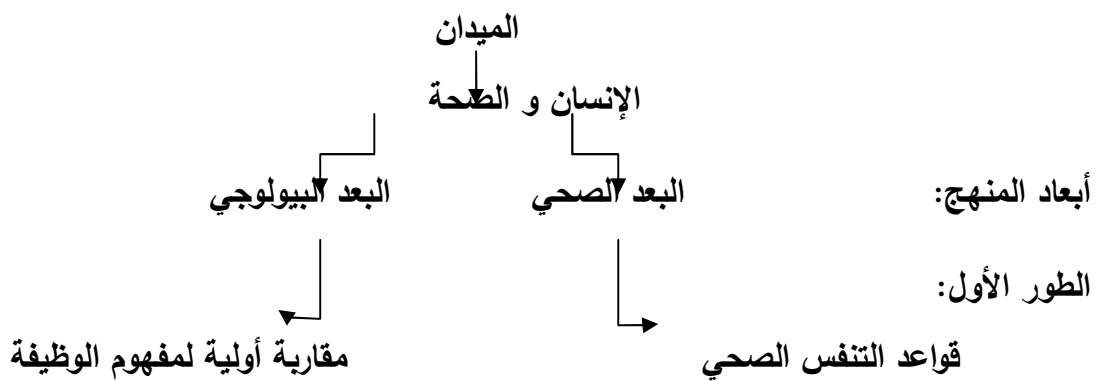 الميدان
الإنسان و الصحة
أبعاد المنهج: البعد الصحي البعد البيولوجي
الطور الأول:
قواعد التنفس الصحي مقاربة أولية لمفهوم الوظيفة